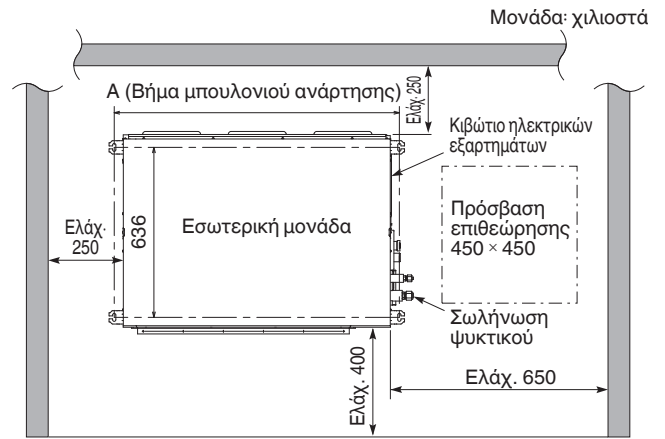 Μονάδα: χιλιοστά
Α (Βήμα μπουλονιού ανάρτησης)
Ελάχ. 250
Κιβώτιο ηλεκτρικών
εξαρτημάτων
Ελάχ.
250
636
Εσωτερική μονάδα
Πρόσβαση
επιθεώρησης
450 × 450
Σωλήνωση
ψυκτικού
Ελάχ. 400
Ελάχ. 650